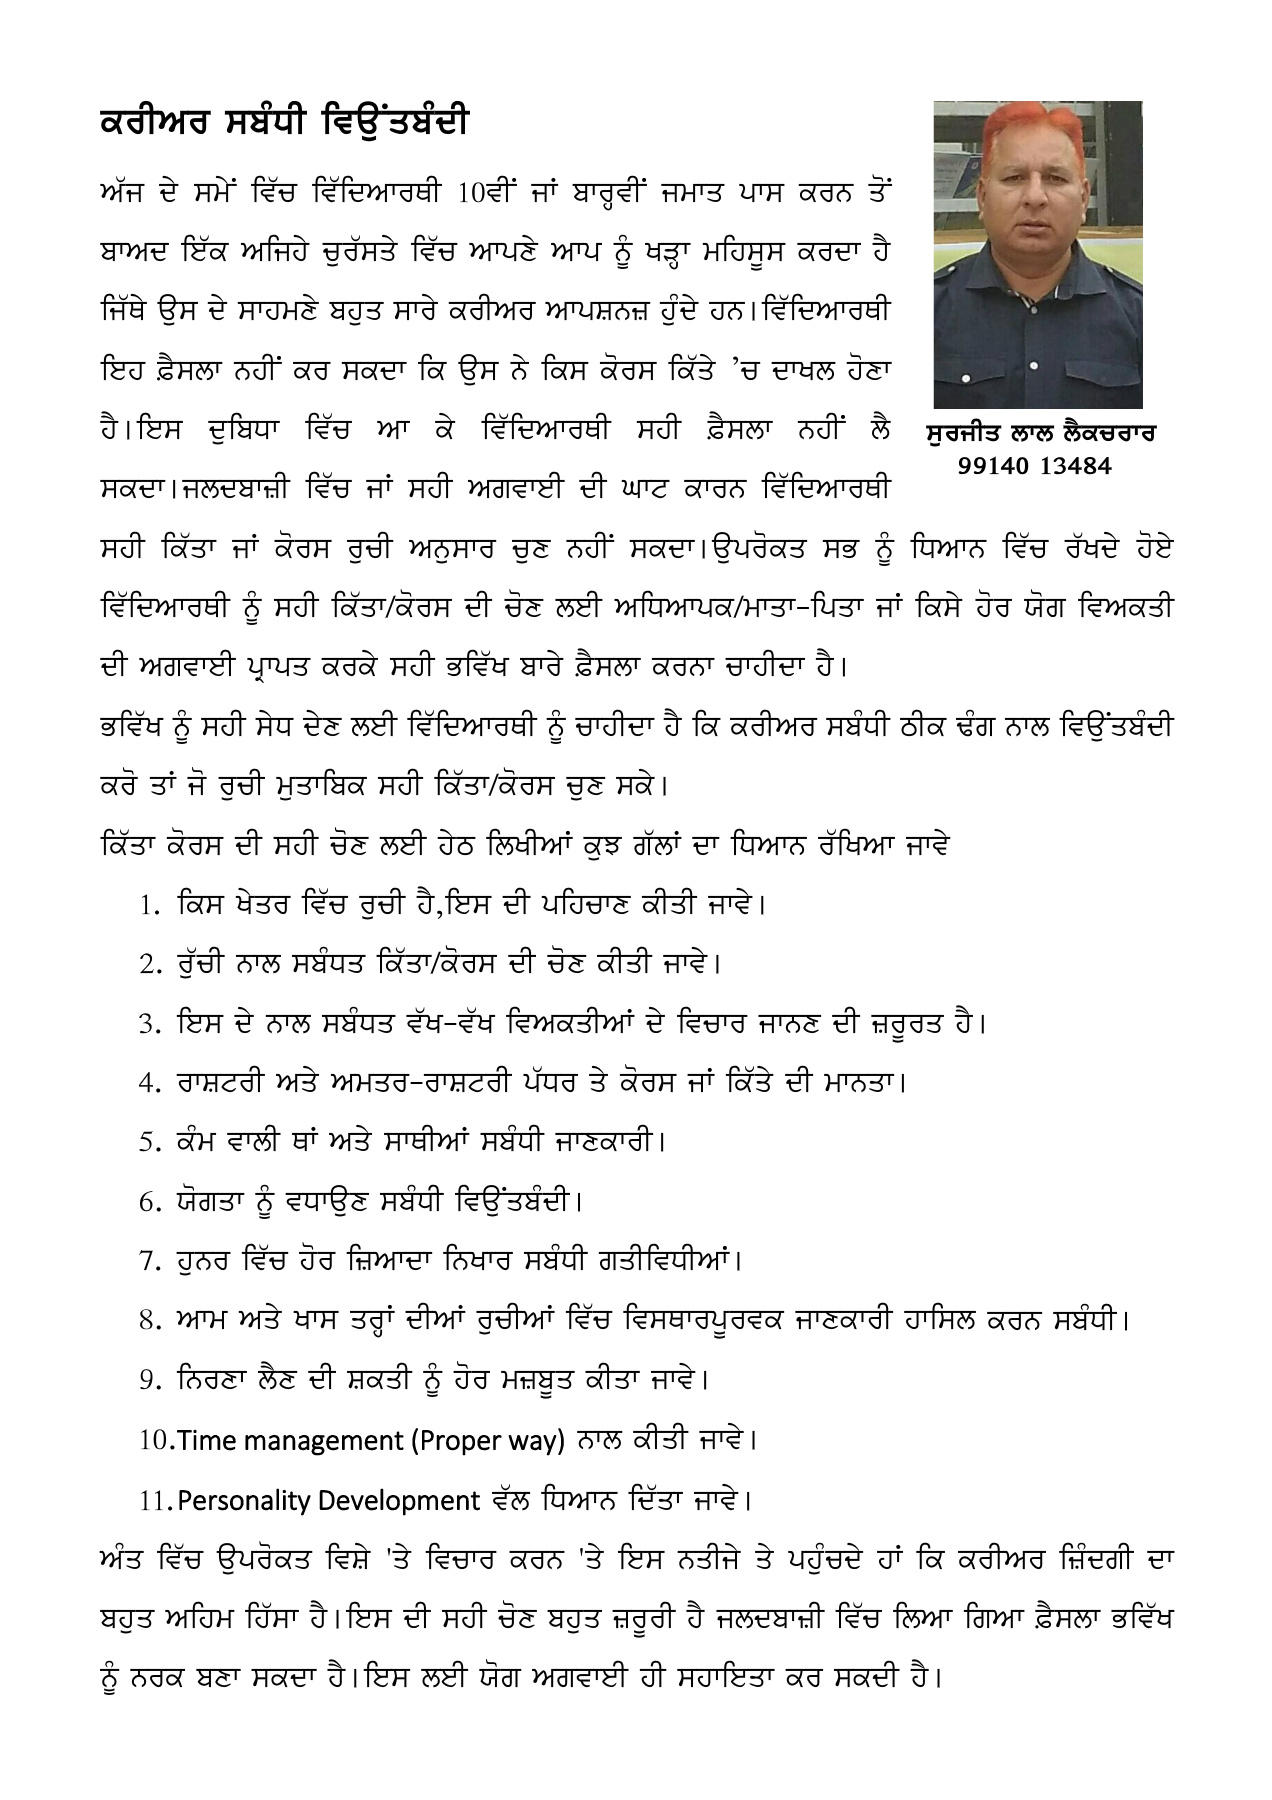 ਕਰੀਅਰ ਸਬੰਧੀ ਵਿਉਂਤਬੰਦੀ
ਅੱਜ ਦੇ ਸਮੇਂ ਵਿੱਚ ਵਿੱਦਿਆਰਥੀ 10ਵੀਂ ਜਾਂ ਬਾਰ੍ਹਵੀਂ ਜਮਾਤ ਪਾਸ ਕਰਨ ਤੋਂ
ਬਾਅਦ ਇੱਕ ਅਜਿਹੇ ਚੁਰੱਸਤੇ ਵਿੱਚ ਆਪਣੇ ਆਪ ਨੂੰ ਖੜ੍ਹਾ ਮਹਿਸੂਸ ਕਰਦਾ ਹੈ
ਜਿੱਥੇ ਉਸ ਦੇ ਸਾਹਮਣੇ ਬਹੁਤ ਸਾਰੇ ਕਰੀਅਰ ਆਪਸ਼ਨਜ਼ ਹੁੰਦੇ ਹਨ।ਵਿੱਦਿਆਰਥੀ
ਇਹ ਫ਼ੈਸਲਾ ਨਹੀਂ ਕਰ ਸਕਦਾ ਕਿ ਉਸ ਨੇ ਕਿਸ ਕੋਰਸ ਕਿੱਤੇ ’ਚ ਦਾਖਲ ਹੋਣਾ
ਹੈ।ਇਸ ਦੁਬਿਧਾ ਵਿੱਚ ਆ ਕੇ ਵਿੱਦਿਆਰਥੀ ਸਹੀ ਫ਼ੈਸਲਾ ਨਹੀਂ ਲੈ
ਸਕਦਾ।ਜਲਦਬਾਜ਼ੀ ਵਿੱਚ ਜਾਂ ਸਹੀ ਅਗਵਾਈ ਦੀ ਘਾਟ ਕਾਰਨ ਵਿੱਦਿਆਰਥੀ
ਸੁਰਜੀਤ ਲਾਲ ਲੈਕਚਰਾਰ
99140 13484
ਸਹੀ ਕਿੱਤਾ ਜਾਂ ਕੋਰਸ ਰੁਚੀ ਅਨੁਸਾਰ ਚੁਣ ਨਹੀਂ ਸਕਦਾ।ਉਪਰੋਕਤ ਸਭ ਨੂੰ ਧਿਆਨ ਵਿੱਚ ਰੱਖਦੇ ਹੋਏ
ਵਿੱਦਿਆਰਥੀ ਨੂੰ ਸਹੀ ਕਿੱਤਾ/ਕੋਰਸ ਦੀ ਚੋਣ ਲਈ ਅਧਿਆਪਕ/ਮਾਤਾ-ਪਿਤਾ ਜਾਂ ਕਿਸੇ ਹੋਰ ਯੋਗ ਵਿਅਕਤੀ
ਦੀ ਅਗਵਾਈ ਪ੍ਰਾਪਤ ਕਰਕੇ ਸਹੀ ਭਵਿੱਖ ਬਾਰੇ ਫ਼ੈਸਲਾ ਕਰਨਾ ਚਾਹੀਦਾ ਹੈ।
ਭਵਿੱਖ ਨੂੰ ਸਹੀ ਸੇਧ ਦੇਣ ਲਈ ਵਿੱਦਿਆਰਥੀ ਨੂੰ ਚਾਹੀਦਾ ਹੈ ਕਿ ਕਰੀਅਰ ਸਬੰਧੀ ਠੀਕ ਢੰਗ ਨਾਲ ਵਿਉਂਤਬੰਦੀ
ਕਰੋ ਤਾਂ ਜੋ ਰੁਚੀ ਮੁਤਾਬਿਕ ਸਹੀ ਕਿੱਤਾ/ਕੋਰਸ ਚੁਣ ਸਕੇ।
ਕਿੱਤਾ ਕੋਰਸ ਦੀ ਸਹੀ ਚੋਣ ਲਈ ਹੇਠ ਲਿਖੀਆਂ ਕੁਝ ਗੱਲਾਂ ਦਾ ਧਿਆਨ ਰੱਖਿਆ ਜਾਵੇ
1. ਕਿਸ ਖੇਤਰ ਵਿੱਚ ਰੁਚੀ ਹੈ,ਇਸ ਦੀ ਪਹਿਚਾਣ ਕੀਤੀ ਜਾਵੇ।
2. ਰੁੱਚੀ ਨਾਲ ਸਬੰਧਤ ਕਿੱਤਾ/ਕੋਰਸ ਦੀ ਚੋਣ ਕੀਤੀ ਜਾਵੇ।
3. ਇਸ ਦੇ ਨਾਲ ਸਬੰਧਤ ਵੱਖ-ਵੱਖ ਵਿਅਕਤੀਆਂ ਦੇ ਵਿਚਾਰ ਜਾਨਣ ਦੀ ਜ਼ਰੂਰਤ ਹੈ।
4. ਰਾਸ਼ਟਰੀ ਅਤੇ ਅਮਤਰ-ਰਾਸ਼ਟਰੀ ਪੱਧਰ ਤੇ ਕੋਰਸ ਜਾਂ ਕਿੱਤੇ ਦੀ ਮਾਨਤਾ।
5. ਕੰਮ ਵਾਲੀ ਥਾਂ ਅਤੇ ਸਾਥੀਆਂ ਸਬੰਧੀ ਜਾਣਕਾਰੀ।
6. ਯੋਗਤਾ ਨੂੰ ਵਧਾਉਣ ਸਬੰਧੀ ਵਿਉਂਤਬੰਦੀ।
7. ਹੁਨਰ ਵਿੱਚ ਹੋਰ ਜ਼ਿਆਦਾ ਨਿਖਾਰ ਸਬੰਧੀ ਗਤੀਵਿਧੀਆਂ।
8. ਆਮ ਅਤੇ ਖਾਸ ਤਰ੍ਹਾਂ ਦੀਆਂ ਰੁਚੀਆਂ ਵਿੱਚ ਵਿਸਥਾਰਪੂਰਵਕ ਜਾਣਕਾਰੀ ਹਾਸਿਲ ਕਰਨ ਸਬੰਧੀ।
9. ਨਿਰਣਾ ਲੈਣ ਦੀ ਸ਼ਕਤੀ ਨੂੰ ਹੋਰ ਮਜ਼ਬੂਤ ਕੀਤਾ ਜਾਵੇ।
10.Time management (Proper way) ਨਾਲ ਕੀਤੀ ਜਾਵੇ।
11.Personality Development ਵੱਲ ਧਿਆਨ ਦਿੱਤਾ ਜਾਵੇ।
ਅੰਤ ਵਿੱਚ ਉਪਰੋਕਤ ਵਿਸ਼ੇ 'ਤੇ ਵਿਚਾਰ ਕਰਨ 'ਤੇ ਇਸ ਨਤੀਜੇ ਤੇ ਪਹੁੰਚਦੇ ਹਾਂ ਕਿ ਕਰੀਅਰ ਜ਼ਿੰਦਗੀ ਦਾ
ਬਹੁਤ ਅਹਿਮ ਹਿੱਸਾ ਹੈ।ਇਸ ਦੀ ਸਹੀ ਚੋਣ ਬਹੁਤ ਜ਼ਰੂਰੀ ਹੈ ਜਲਦਬਾਜ਼ੀ ਵਿੱਚ ਲਿਆ ਗਿਆ ਫ਼ੈਸਲਾ ਭਵਿੱਖ
ਨੂੰ ਨਰਕ ਬਣਾ ਸਕਦਾ ਹੈ।ਇਸ ਲਈ ਯੋਗ ਅਗਵਾਈ ਹੀ ਸਹਾਇਤਾ ਕਰ ਸਕਦੀ ਹੈ।